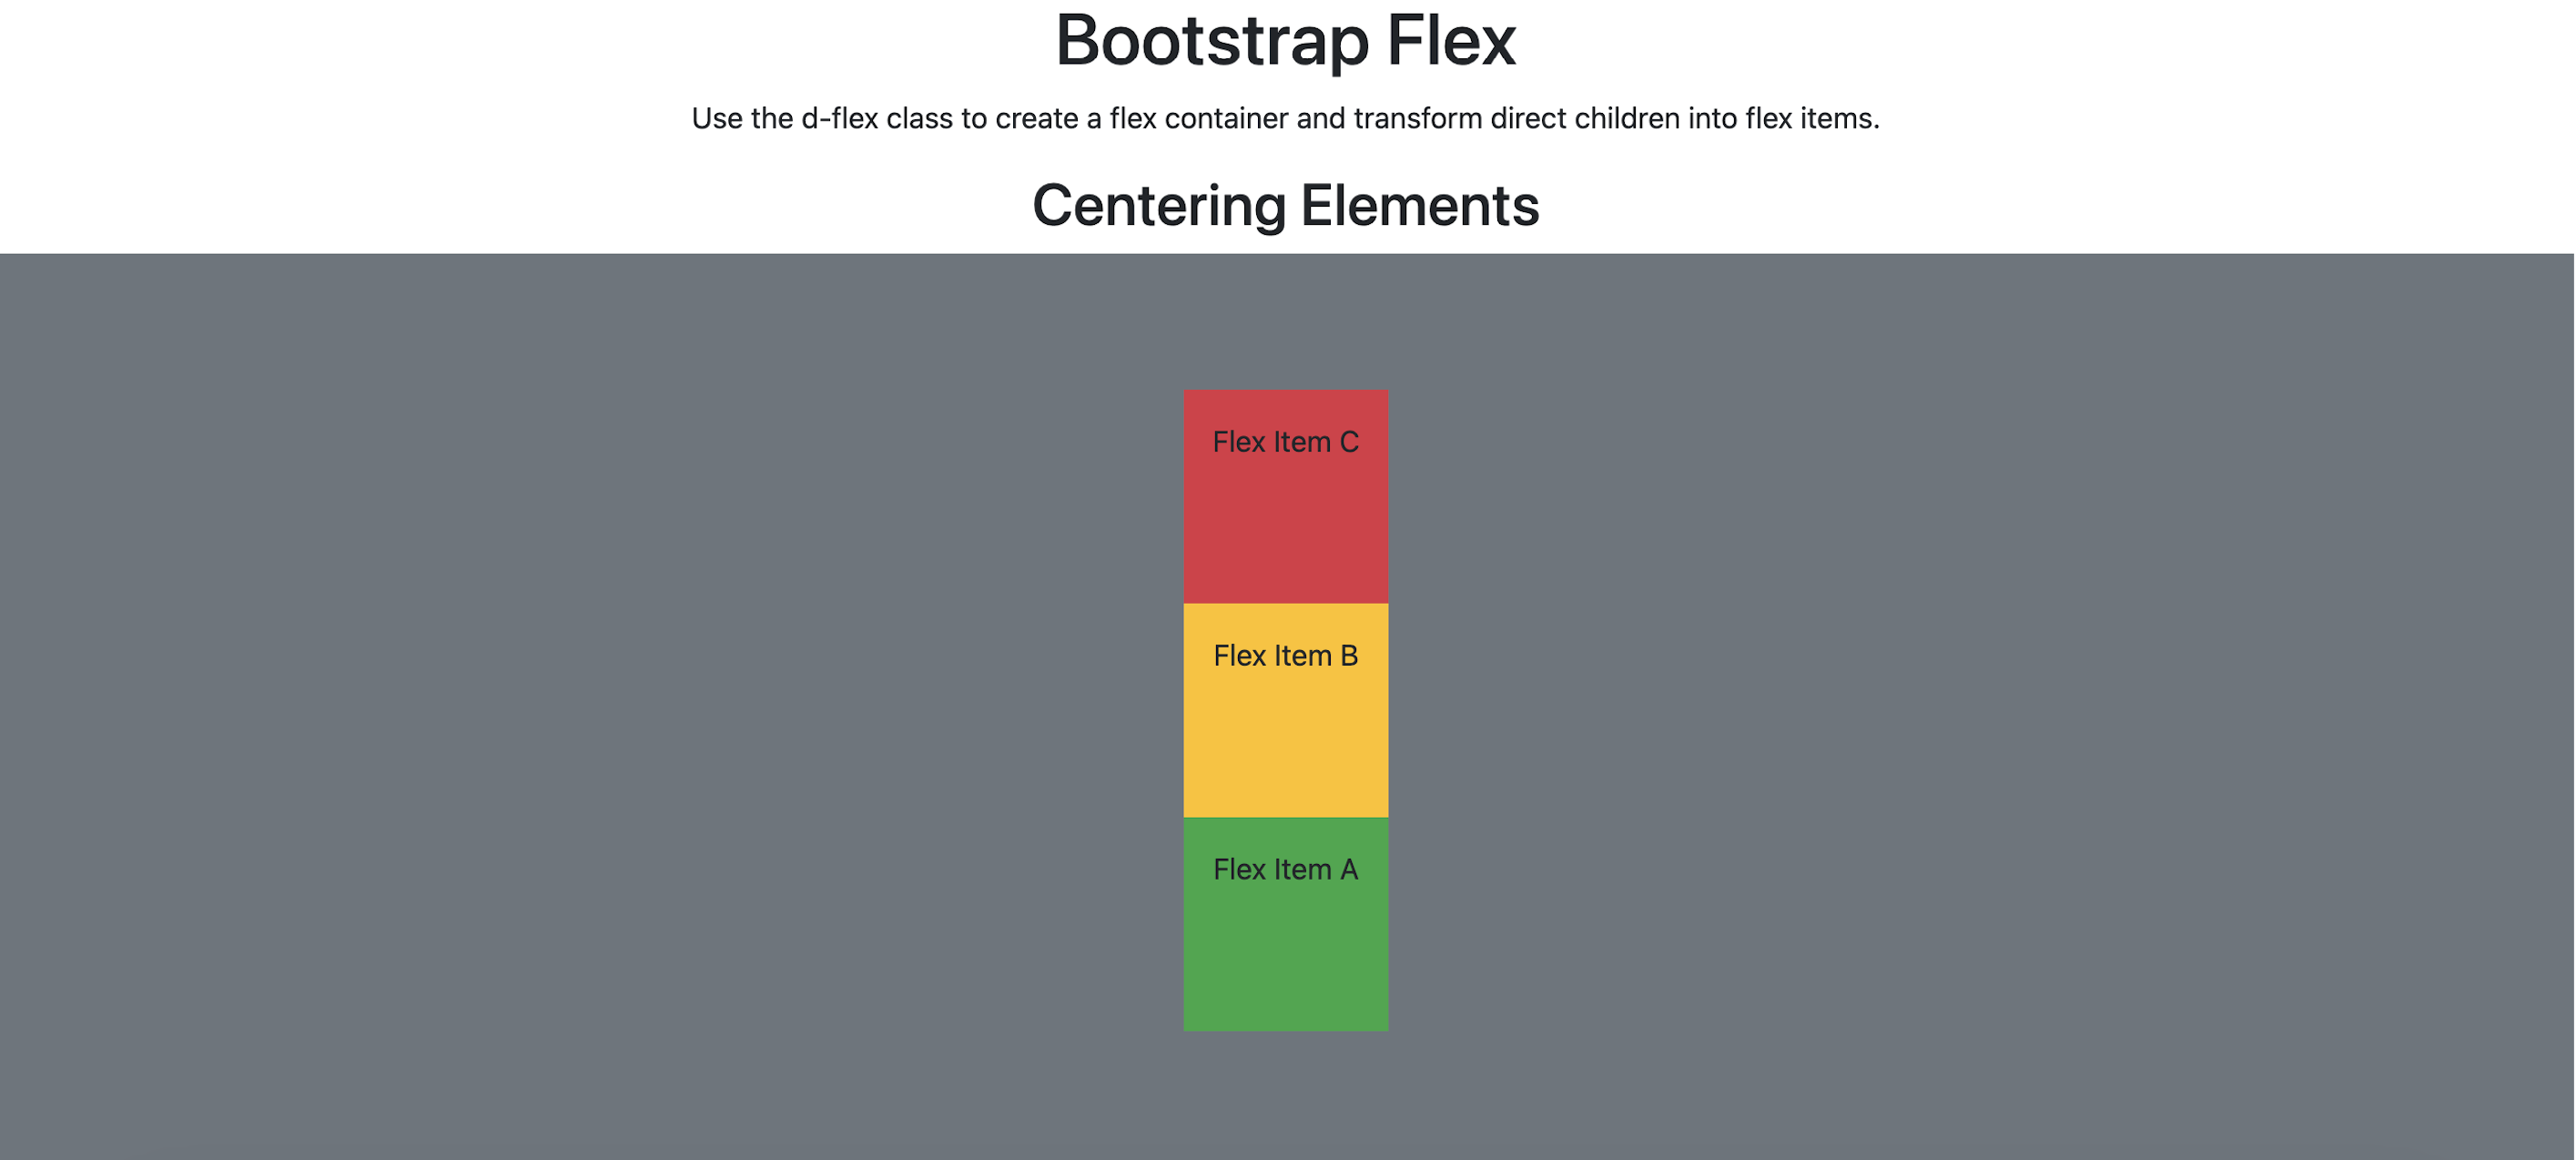 Bootstrap Flex
Use the d-flex class to create a flex container and transform direct children into flex items.
Centering Elements
Flex Item C
Flex Item B
Flex Item A